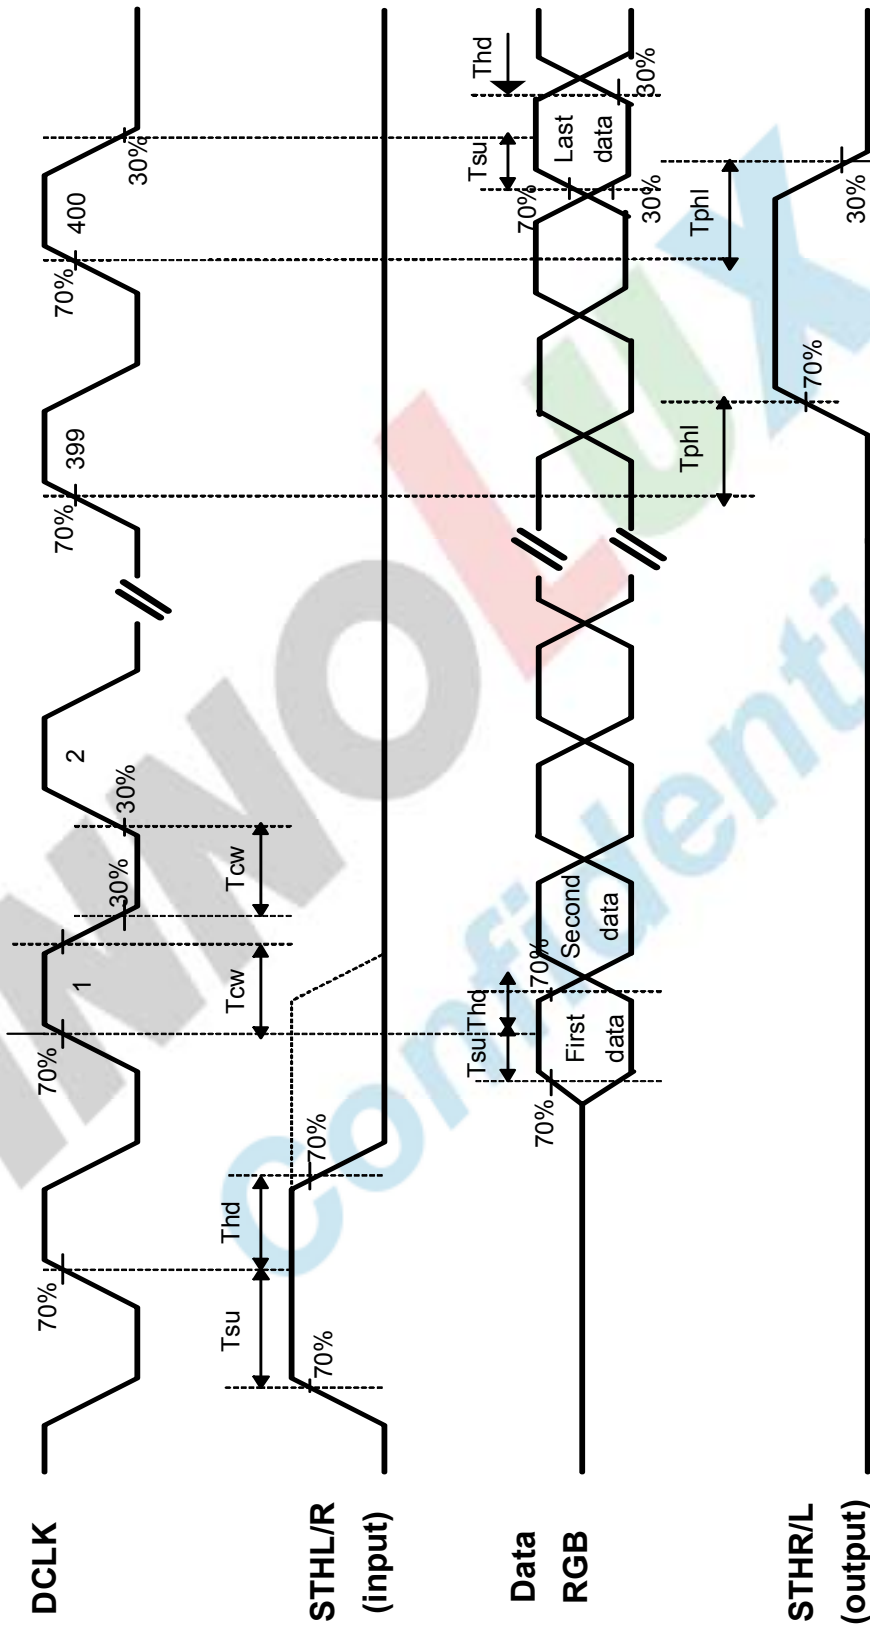 DCLK
70%
70%
1
30%
30%
2
70%
399
70%
400
30%
Tcw
Tcw
STHL/R
(input)
Tsu
Thd
70%
70%
Data
RGB
70%
Tsu
Thd
70%
First
data
Second
data
70%
30%
Tsu
Last
data
Thd
30%
STHR/L
(output)
Tphl
70%
Tphl
30%
INNOLUX
Confidenti